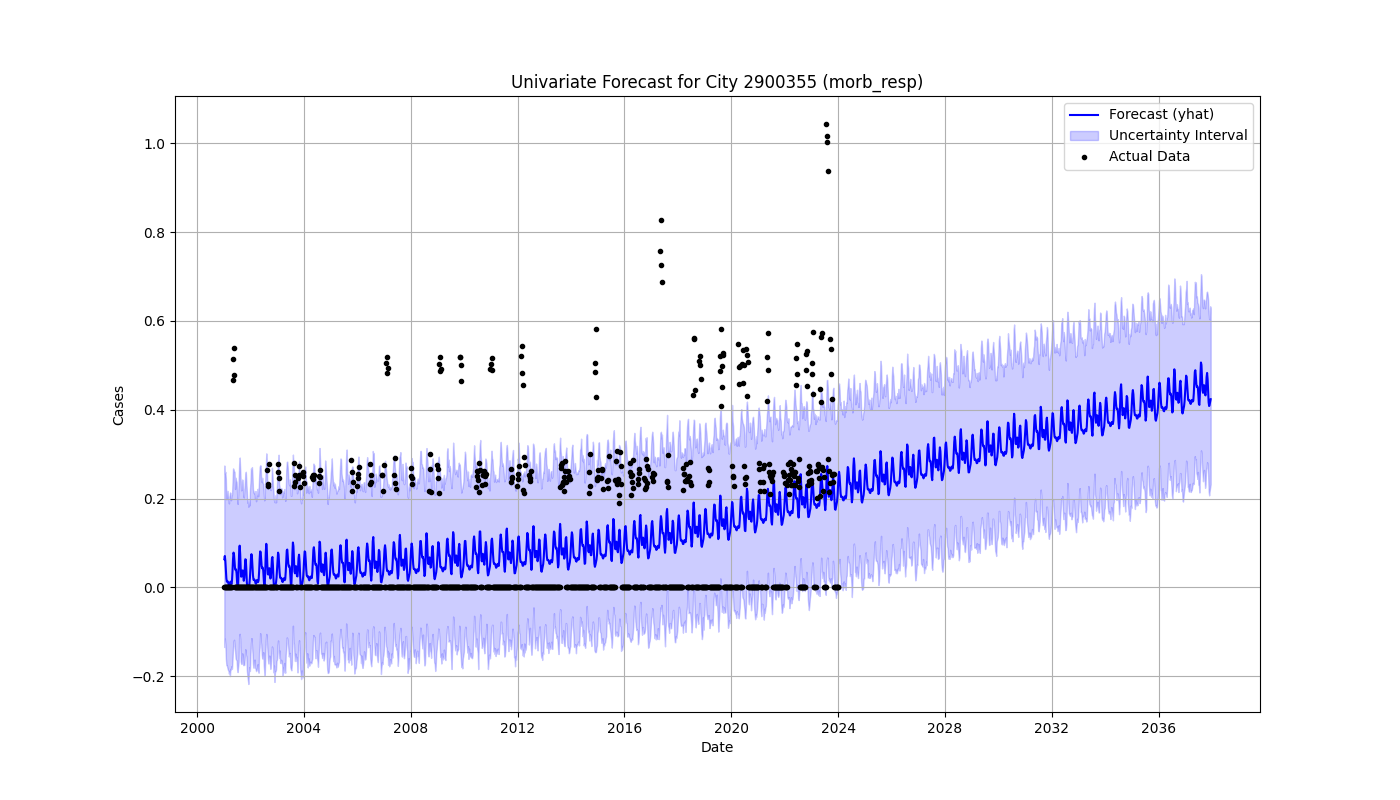 Univariate Forecast for City 2900355 (morb_resp)
Forecast (yhat)
Uncertainty Interval
Actual Data
Cases
1.0
0.8
0.6
0.4
0.2
0.0
−0.2
2000 2004 2008 2012 2016 2020 2024 2028 2032 2036
Date